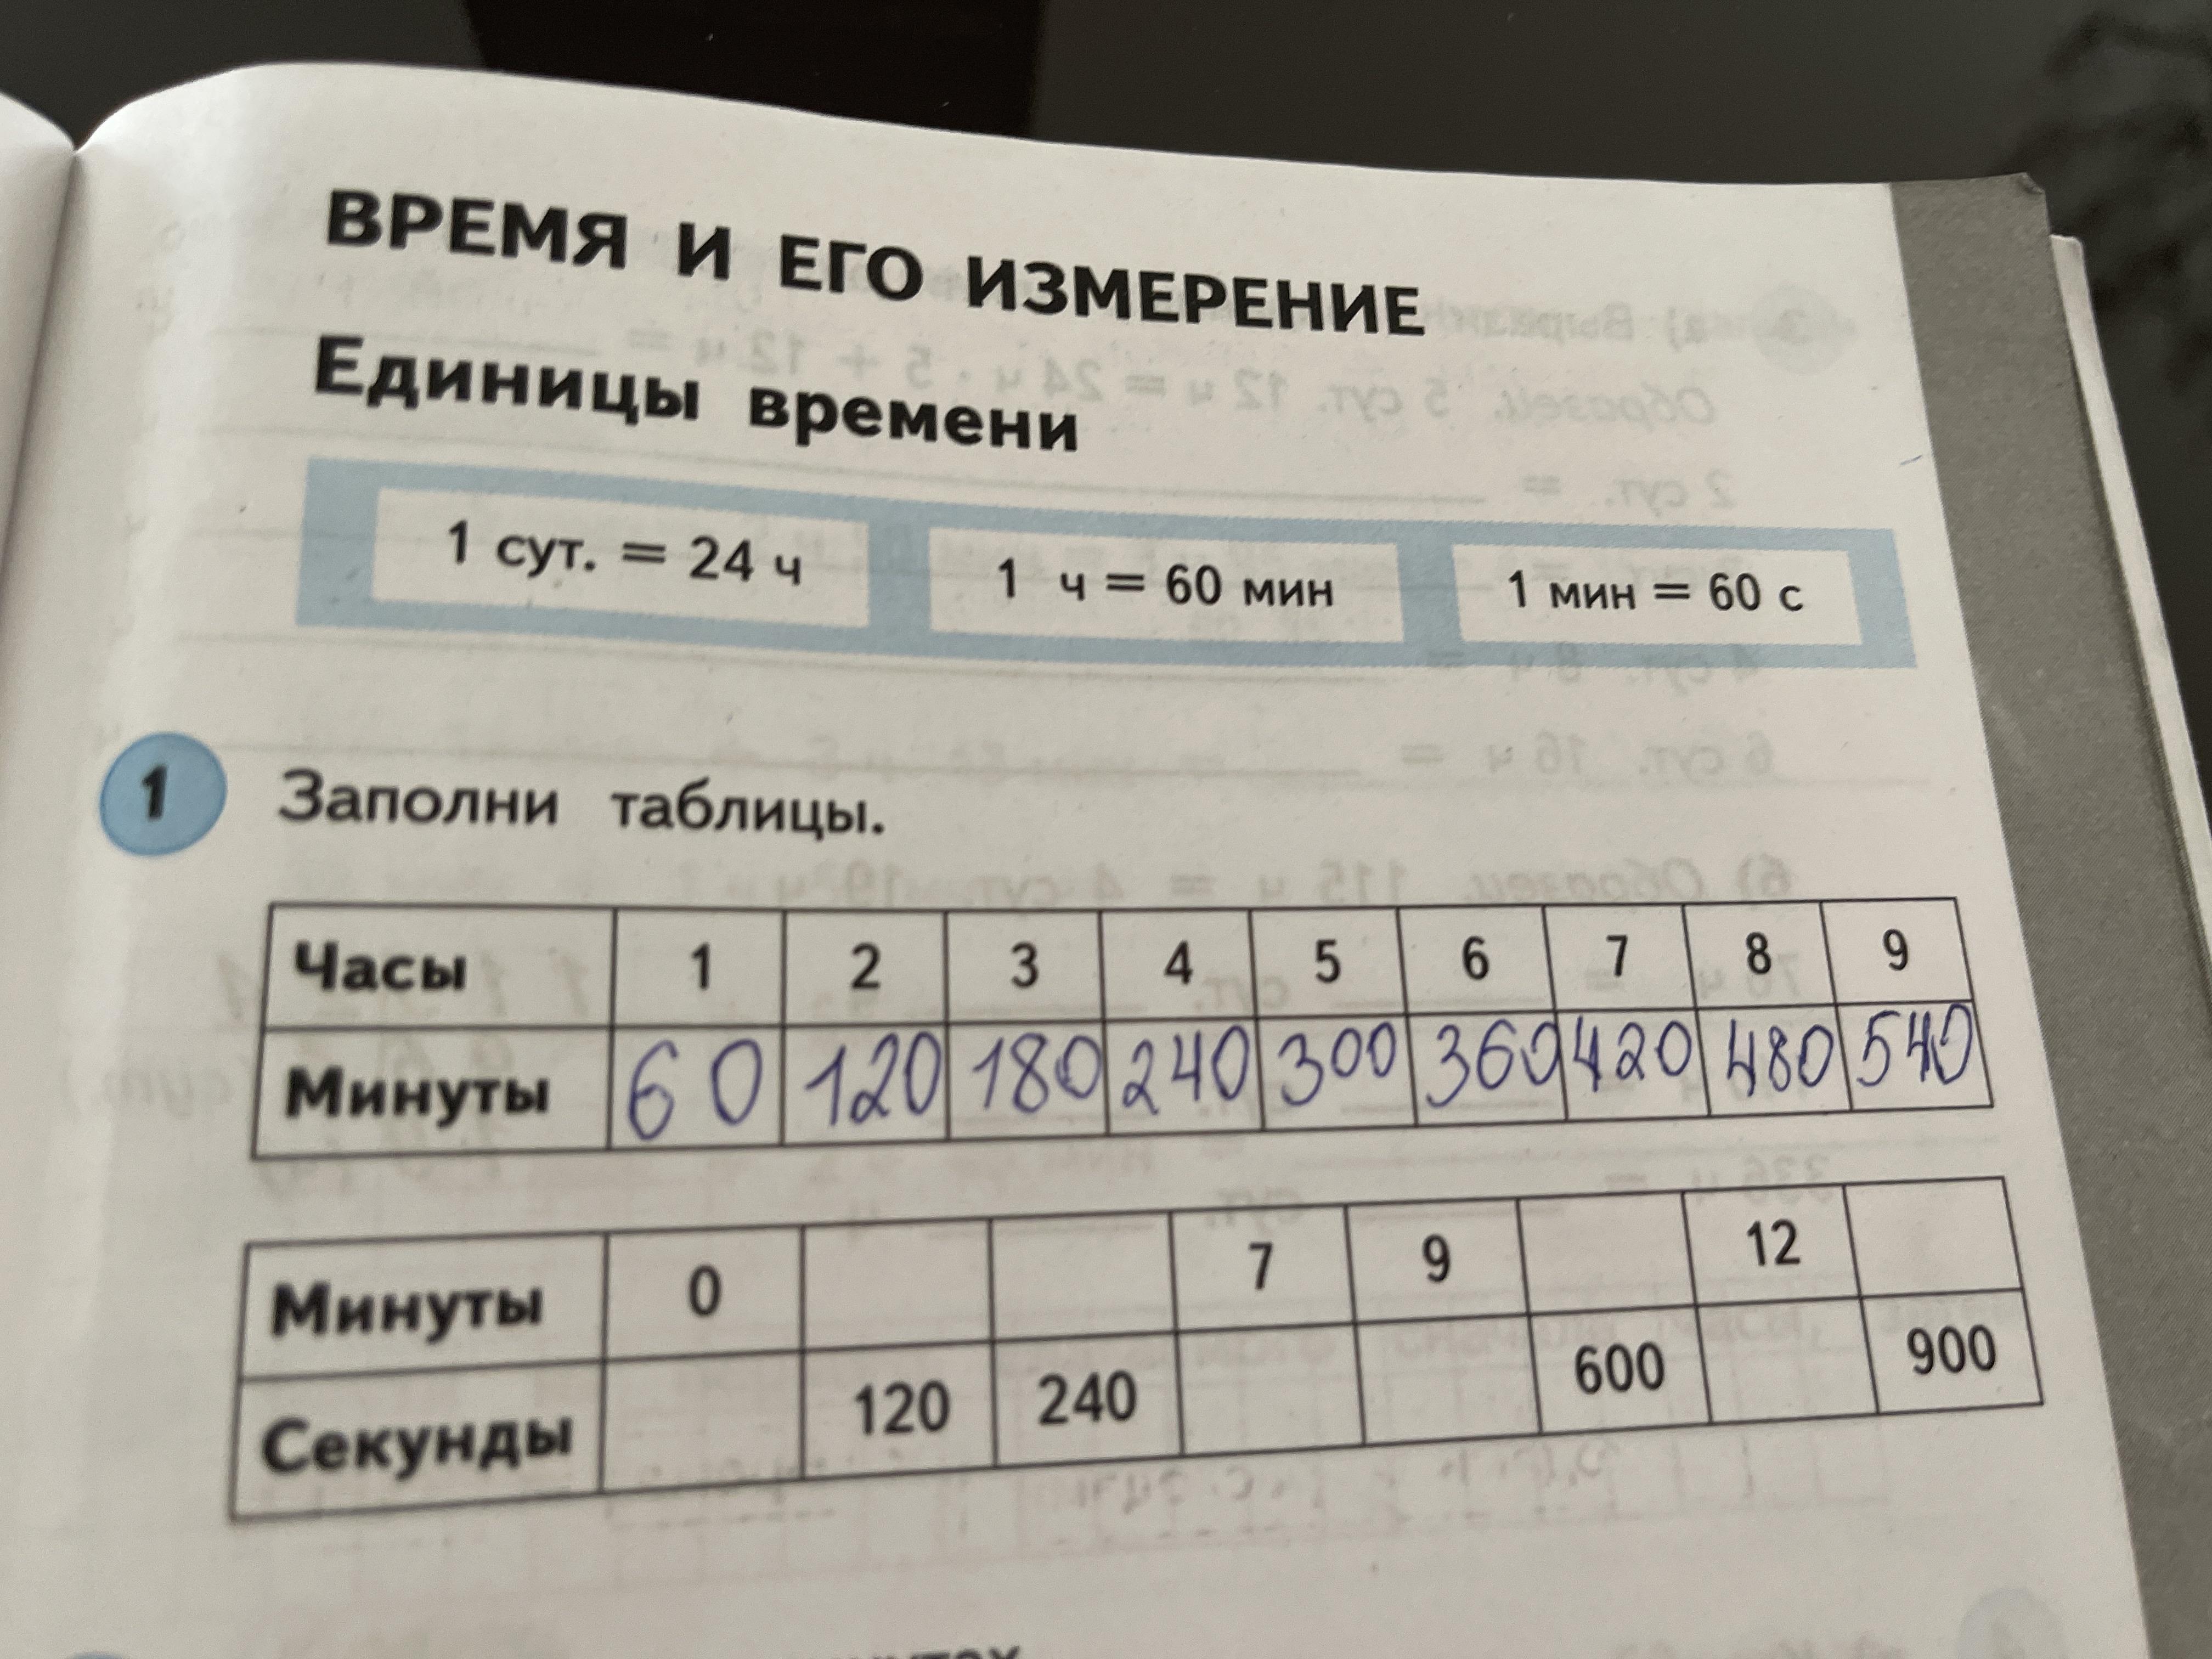 ВРЕМЯ И ЕГО ИЗМЕРЕНИЕ
Единицы времени
1 сут. = 24 ч 1 ч = 60 мин 1 мин = 60 с
1 Заполни таблицы.
Часы 1 2 3 4 5 6 7 8 9
Минуты 60 120 180 240 300 360 420 480 540
Минуты 0 7 9 12
Секунды 120 240 600 900